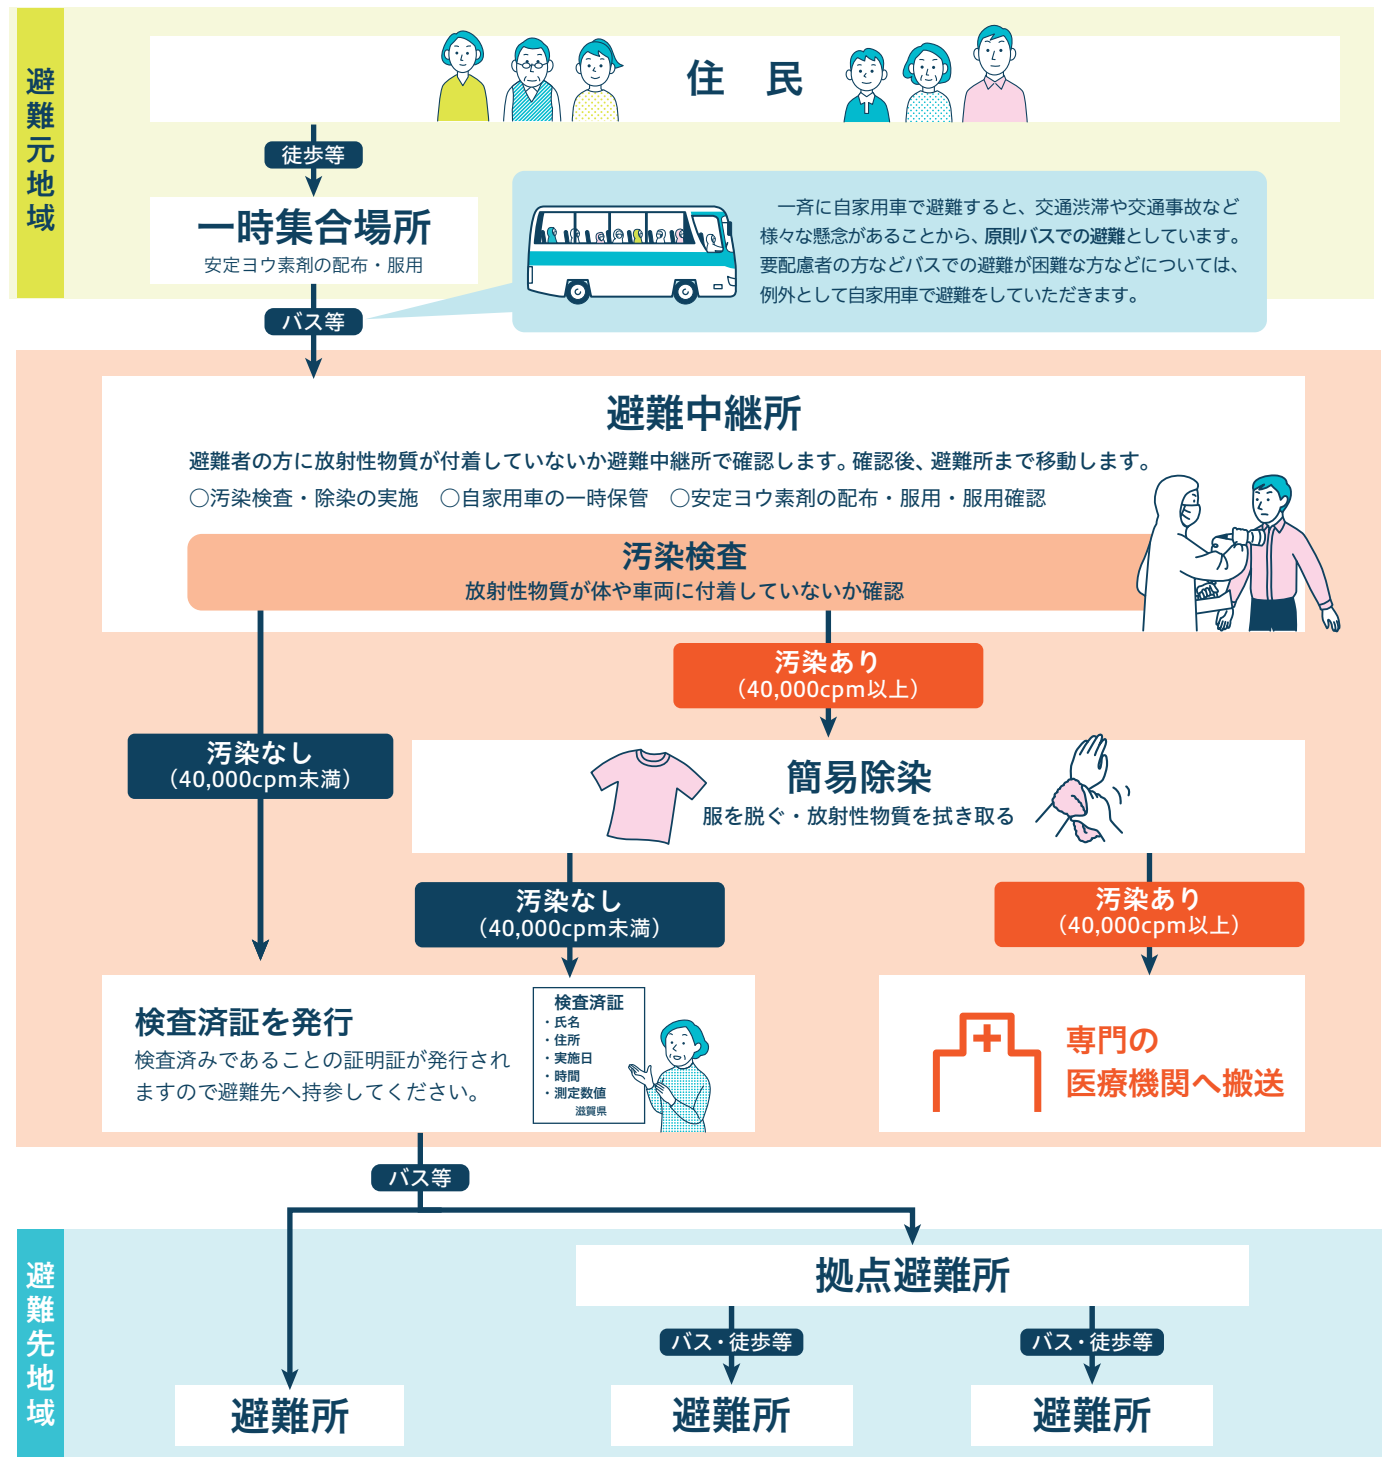 避難元地域
住　民
徒歩等
一時集合場所
安定ヨウ素剤の配布・服用
一斉に自家用車で避難すると、交通渋滞や交通事故など
様々な懸念があることから、原則バスでの避難としています。
要配慮者の方などバスでの避難が困難な方などについては、
例外として自家用車で避難をしていただきます。
バス等
避難中継所
避難者の方に放射性物質が付着していないか避難中継所で確認します。確認後、避難所まで移動します。
○汚染検査・除染の実施　○自家用車の一時保管　○安定ヨウ素剤の配布・服用・服用確認
汚染検査
放射性物質が体や車両に付着していないか確認
汚染あり
（40,000cpm以上）
汚染なし
（40,000cpm未満）
簡易除染
服を脱ぐ・放射性物質を拭き取る
汚染なし
（40,000cpm未満）
汚染あり
（40,000cpm以上）
検査済証を発行
検査済みであることの証明証が発行され
ますので避難先へ持参してください。
検査済証
・氏名
・住所
・実施日
・時間
・測定数値
滋賀県
専門の
医療機関へ搬送
バス等
避難先地域
拠点避難所
バス・徒歩等
バス・徒歩等
避難所
避難所
避難所